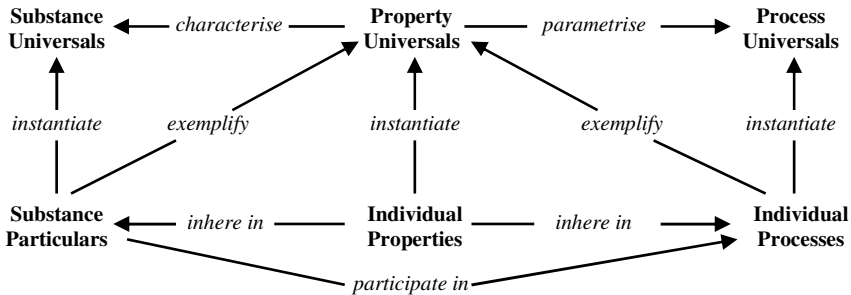 Substance
Universals
characterise
Property
Universals
parametrise
Process
Universals
instantiate
exemplify
instantiate
exemplify
instantiate
Substance
Particulars
inhere in
Individual
Properties
inhere in
Individual
Processes
participate in